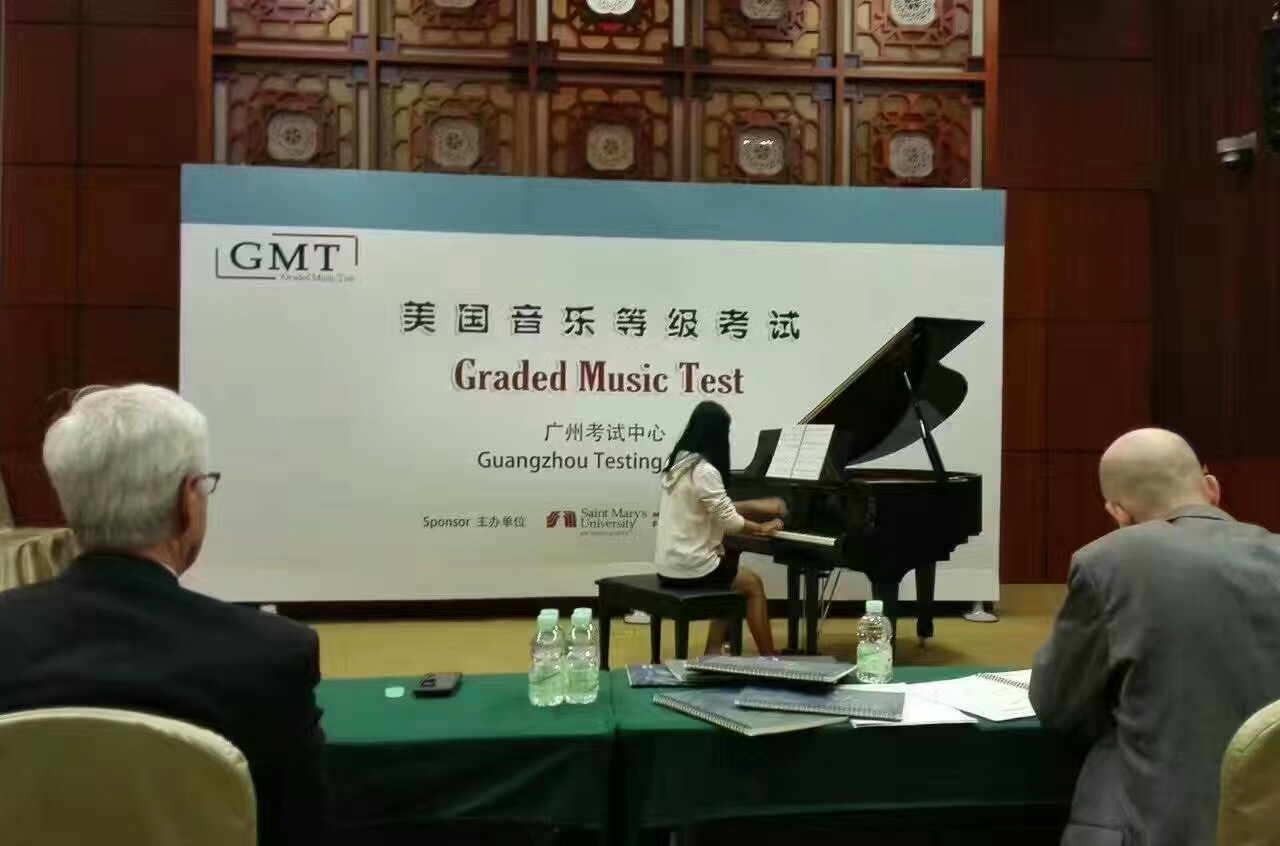 GMT
Graded Music Test
美国音乐等级考试
Graded Music Test
广州考试中心
Guangzhou Testing
Sponsor 主办单位
Saint Mary's
University